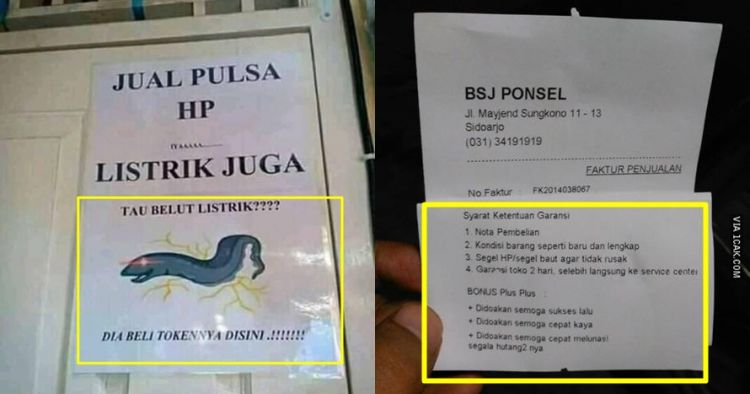 JUAL PULSA
HP
IYAAAAA........
LISTRIK JUGA
TAU BELUT LISTRIK????
DIA BELI TOKENNYA DISINI .!!!!!!!
BSJ PONSEL
Jl. Mayjend Sungkono 11 - 13
Sidoarjo
(031) 34191919
FAKTUR PENJUALAN
No.Faktur : FK2014038067
Syarat Ketentuan Garansi
1. Nota Pembelian
2. Kondisi barang seperti baru dan lengkap
3. Segel HP/segel baut agar tidak rusak
4. Garansi toko 2 hari, selebih langsung ke service center
BONUS Plus Plus :
+ Didoakan semoga sukses lalu
+ Didoakan semoga cepat kaya
+ Didoakan semoga cepat melunasi
segala hutang2 nya
VIA 1CAK.COM